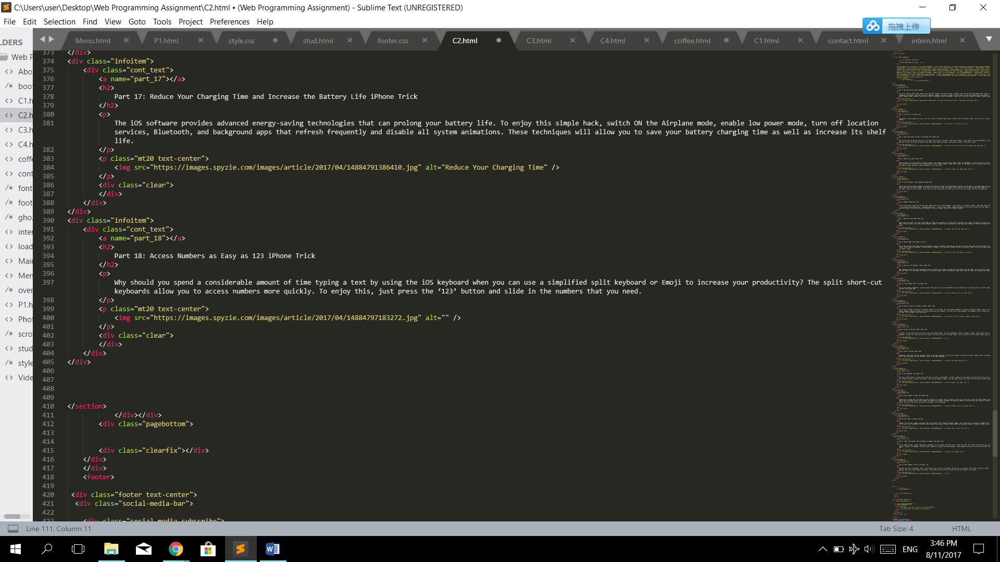 C:\Users\user\Desktop\Web Programming Assignment\C2.html • (Web Programming Assignment) - Sublime Text (UNREGISTERED)
File Edit Selection Find View Goto Tools Project Preferences Help
拖拽上传
LDERS
Menu.html P1.html style.css stud.html footer.css C2.html C3.html C4.html coffee.html C1.html contact.html intern.html
Web P
<> Abo
/* boot
<> C1.h
<> C2.h
<> C3.h
<> C4.h
<> coffe
<> cont
/* font
/* foot
/* gho.
<> inter
<> load
<> Mair
<> Men
/* over
<> P1.h
<> Phot
/* scro
<> stud
/* style
<> Vide
373 </div>
374 <div class="infoitem">
375 <div class="cont_text">
376 <a name="part_17"></a>
377 <h2>
378 Part 17: Reduce Your Charging Time and Increase the Battery Life iPhone Trick
379 </h2>
380 <p>
381 The iOS software provides advanced energy-saving technologies that can prolong your battery life. To enjoy this simple hack, switch ON the Airplane mode, enable low power mode, turn off location
services, Bluetooth, and background apps that refresh frequently and disable all system animations. These techniques will allow you to save your battery charging time as well as increase its shelf
life.
382 </p>
383 <p class="mt20 text-center">
384 <img src="https://images.spyzie.com/images/article/2017/04/14884791386410.jpg" alt="Reduce Your Charging Time" />
385 </p>
386 <div class="clear">
387 </div>
388 </div>
389 </div>
390 <div class="infoitem">
391 <div class="cont_text">
392 <a name="part_18"></a>
393 <h2>
394 Part 18: Access Numbers as Easy as 123 iPhone Trick
395 </h2>
396 <p>
397 Why should you spend a considerable amount of time typing a text by using the iOS keyboard when you can use a simplified split keyboard or Emoji to increase your productivity? The split short-cut
keyboards allow you to access numbers more quickly. To enjoy this, just press the ‘123’ button and slide in the numbers that you need.
398 </p>
399 <p class="mt20 text-center">
400 <img src="https://images.spyzie.com/images/article/2017/04/14884797183272.jpg" alt="" />
401 </p>
402 <div class="clear">
403 </div>
404 </div>
405 </div>
406
407
408
409
410 </section>
411 </div></div>
412 <div class="pagebottom">
413
414
415 <div class="clearfix"></div>
416 </div>
417 </div>
418 <footer>
419
420 <div class="footer text-center">
421 <div class="social-media-bar">
422
423 <div class="social-media-subscribe">
Line 111, Column 11
Tab Size: 4
HTML
ENG
3:46 PM
8/11/2017